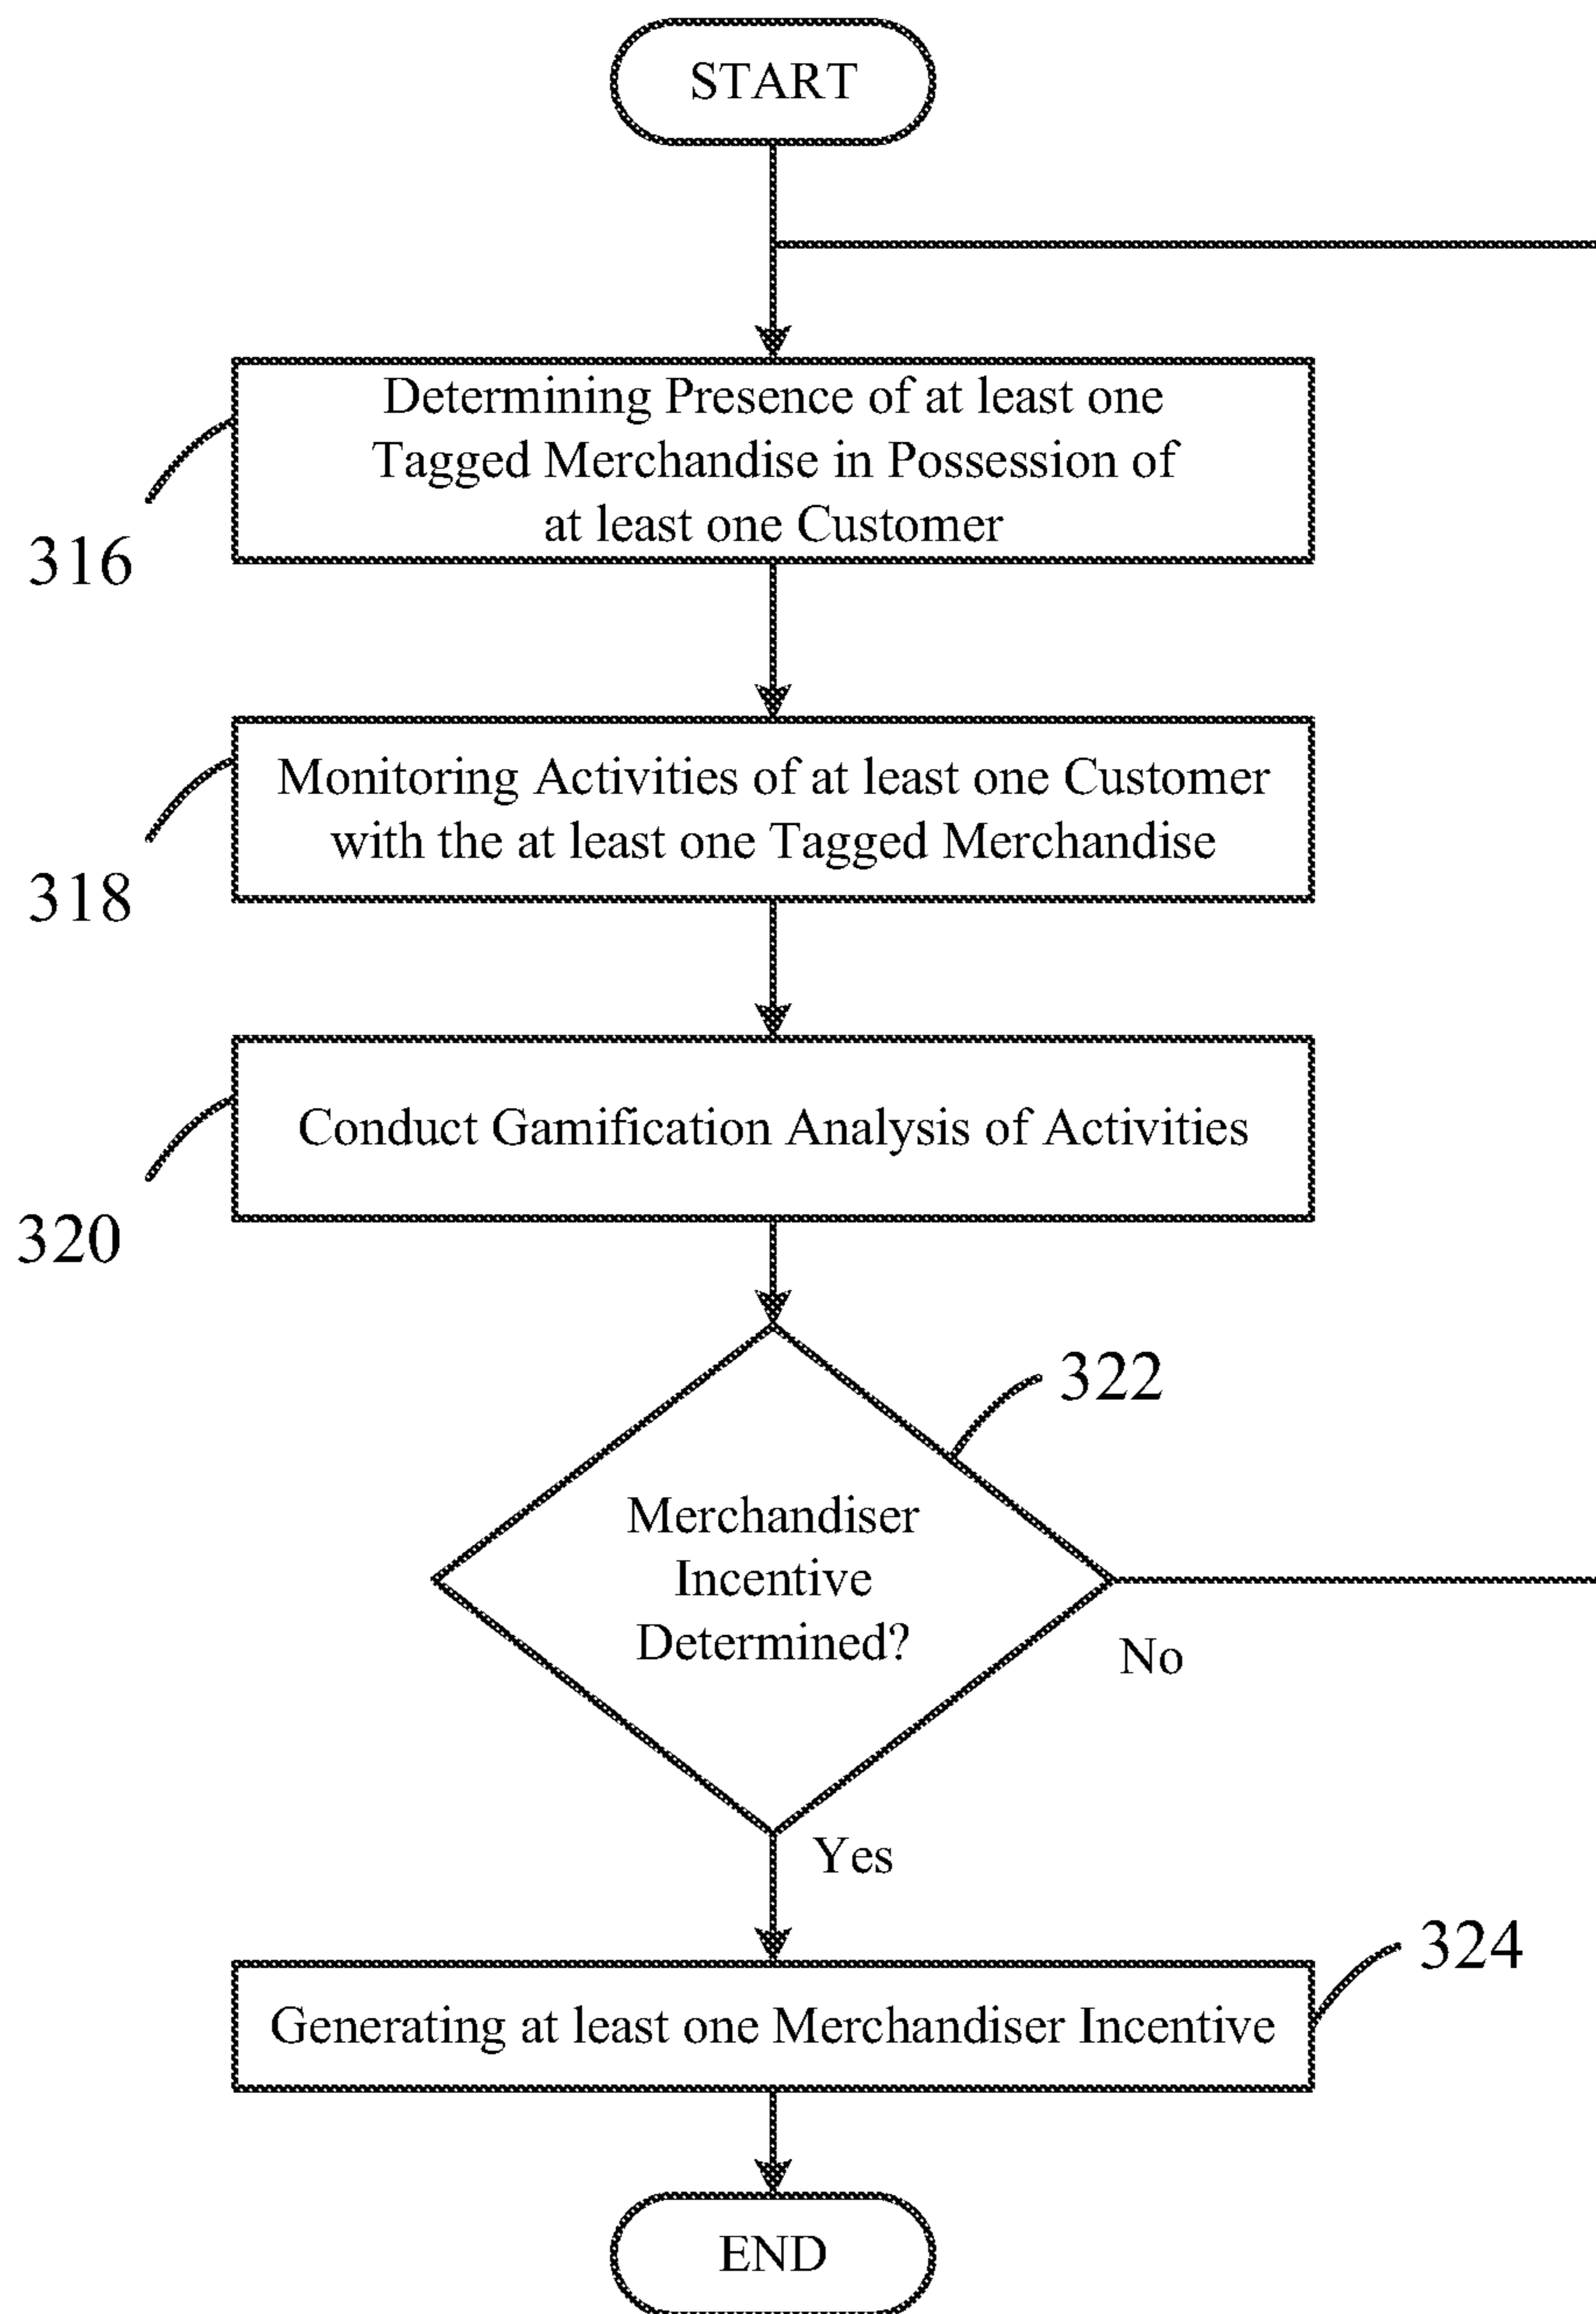 START
Determining Presence of at least one
Tagged Merchandise in Possession of
at least one Customer
316
Monitoring Activities of at least one Customer
with the at least one Tagged Merchandise
318
Conduct Gamification Analysis of Activities
320
322
Merchandiser
Incentive
Determined?
No
Yes
324
Generating at least one Merchandiser Incentive
END